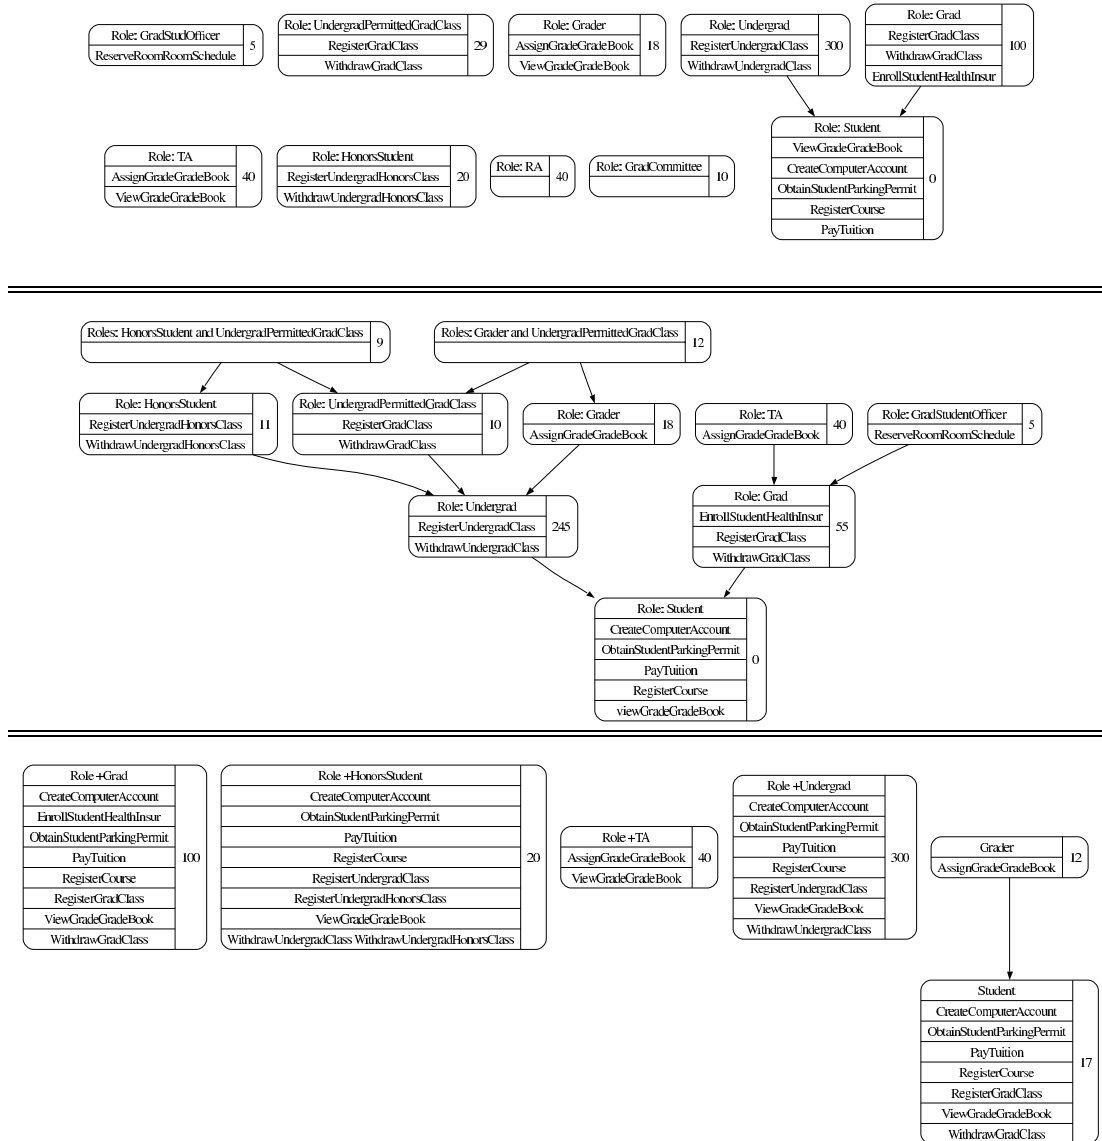 Role: GradStudOfficer
ReserveRoomRoomSchedule
5
Role: UndergradPermittedGradClass
RegisterGradClass
WithdrawGradClass
29
Role: Grader
AssignGradeGradeBook
ViewGradeGradeBook
18
Role: Undergrad
RegisterUndergradClass
WithdrawUndergradClass
300
Role: Grad
RegisterGradClass
WithdrawGradClass
EnrollStudentHealthInsur
100
Role: TA
AssignGradeGradeBook
ViewGradeGradeBook
40
Role: HonorsStudent
RegisterUndergradHonorsClass
WithdrawUndergradHonorsClass
20
Role: RA
40
Role: GradCommittee
10
Role: Student
ViewGradeGradeBook
CreateComputerAccount
ObtainStudentParkingPermit
RegisterCourse
PayTuition
0
Roles: HonorsStudent and UndergradPermittedGradClass
9
Roles: Grader and UndergradPermittedGradClass
12
Role: HonorsStudent
RegisterUndergradHonorsClass
WithdrawUndergradHonorsClass
11
Role: UndergradPermittedGradClass
RegisterGradClass
WithdrawGradClass
10
Role: Grader
AssignGradeGradeBook
18
Role: TA
AssignGradeGradeBook
40
Role: GradStudentOfficer
ReserveRoomRoomSchedule
5
Role: Undergrad
RegisterUndergradClass
WithdrawUndergradClass
245
Role: Grad
EnrollStudentHealthInsur
RegisterGradClass
WithdrawGradClass
55
Role: Student
CreateComputerAccount
ObtainStudentParkingPermit
PayTuition
RegisterCourse
viewGradeGradeBook
0
Role +Grad
CreateComputerAccount
EnrollStudentHealthInsur
ObtainStudentParkingPermit
PayTuition
RegisterCourse
RegisterGradClass
ViewGradeGradeBook
WithdrawGradClass
100
Role +HonorsStudent
CreateComputerAccount
ObtainStudentParkingPermit
PayTuition
RegisterCourse
RegisterUndergradClass
RegisterUndergradHonorsClass
ViewGradeGradeBook
WithdrawUndergradClass WithdrawUndergradHonorsClass
20
Role +TA
AssignGradeGradeBook
ViewGradeGradeBook
40
Role +Undergrad
CreateComputerAccount
ObtainStudentParkingPermit
PayTuition
RegisterCourse
RegisterUndergradClass
ViewGradeGradeBook
WithdrawUndergradClass
300
Grader
AssignGradeGradeBook
12
Student
CreateComputerAccount
ObtainStudentParkingPermit
PayTuition
RegisterCourse
RegisterGradClass
ViewGradeGradeBook
WithdrawGradClass
17